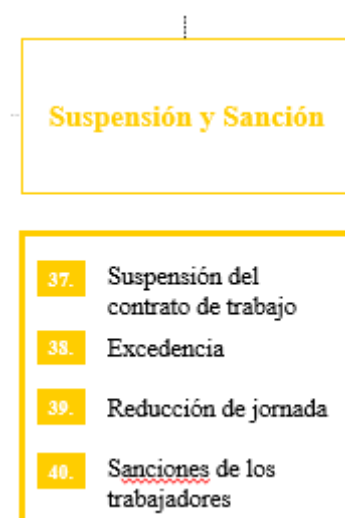 Suspensión y Sanción
37. Suspensión del
contrato de trabajo
38. Excedencia
39. Reducción de jornada
40. Sanciones de los
trabajadores